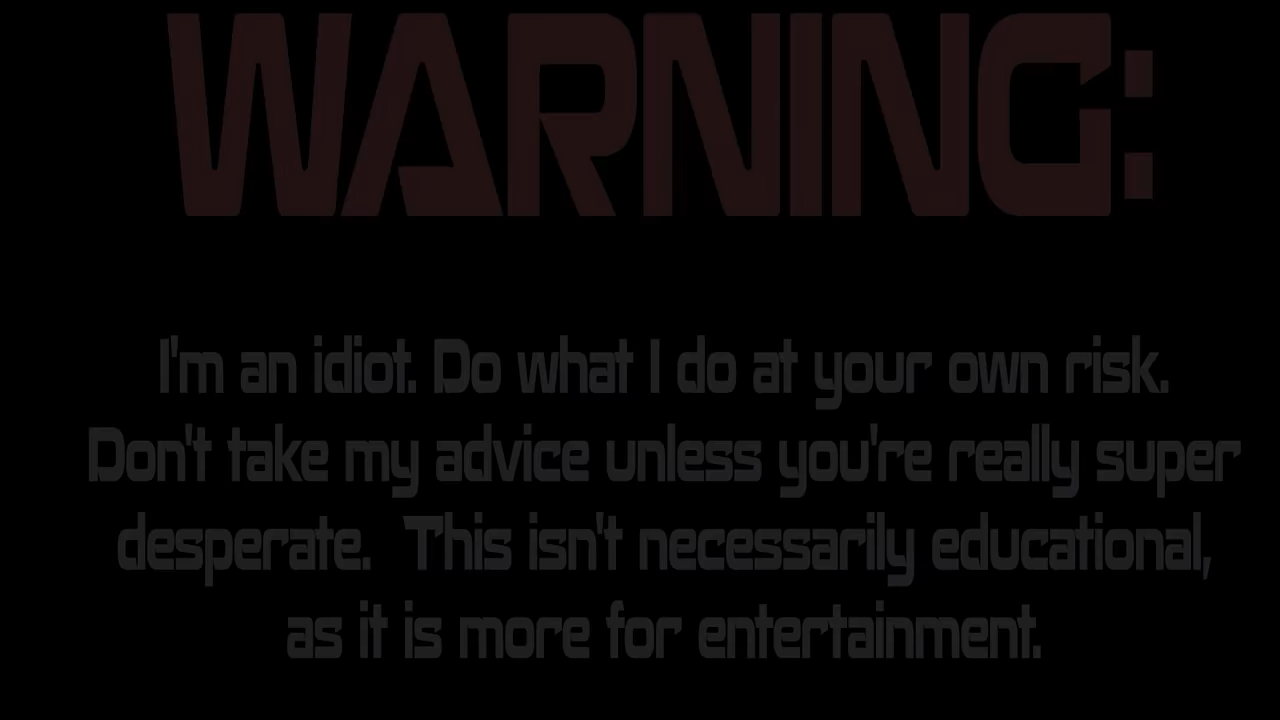 WARNING:
I'm an idiot. Do what I do at your own risk.
Don't take my advice unless you're really super
desperate.  This isn't necessarily educational,
as it is more for entertainment.